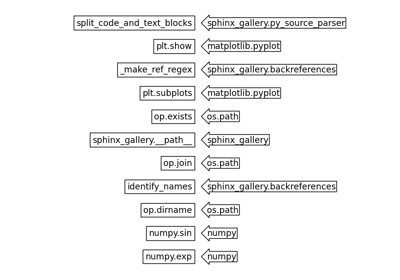 split_code_and_text_blocks sphinx_gallery.py_source_parser
plt.show matplotlib.pyplot
_make_ref_regex sphinx_gallery.backreferences
plt.subplots matplotlib.pyplot
op.exists os.path
sphinx_gallery.__path__ sphinx_gallery
op.join os.path
identify_names sphinx_gallery.backreferences
op.dirname os.path
numpy.sin numpy
numpy.exp numpy